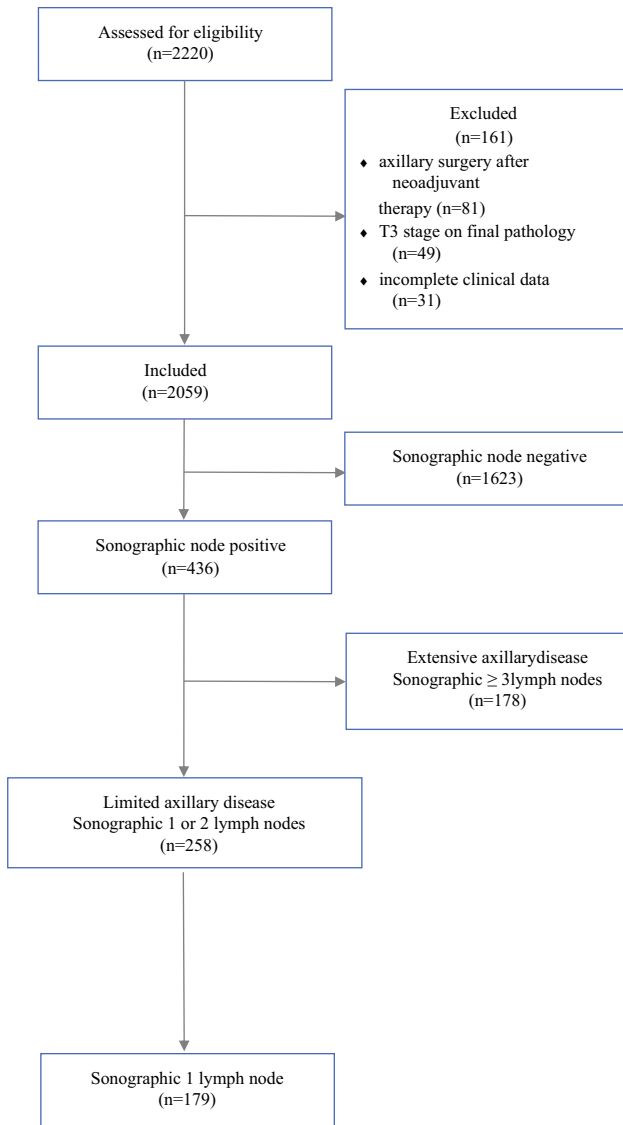 Assessed for eligibility
(n=2220)
Excluded
(n=161)
♦ axillary surgery after
neoadjuvant
therapy (n=81)
♦ T3 stage on final pathology
(n=49)
♦ incomplete clinical data
(n=31)
Included
(n=2059)
Sonographic node negative
(n=1623)
Sonographic node positive
(n=436)
Extensive axillarydisease
Sonographic ≥ 3lymph nodes
(n=178)
Limited axillary disease
Sonographic 1 or 2 lymph nodes
(n=258)
Sonographic 1 lymph node
(n=179)